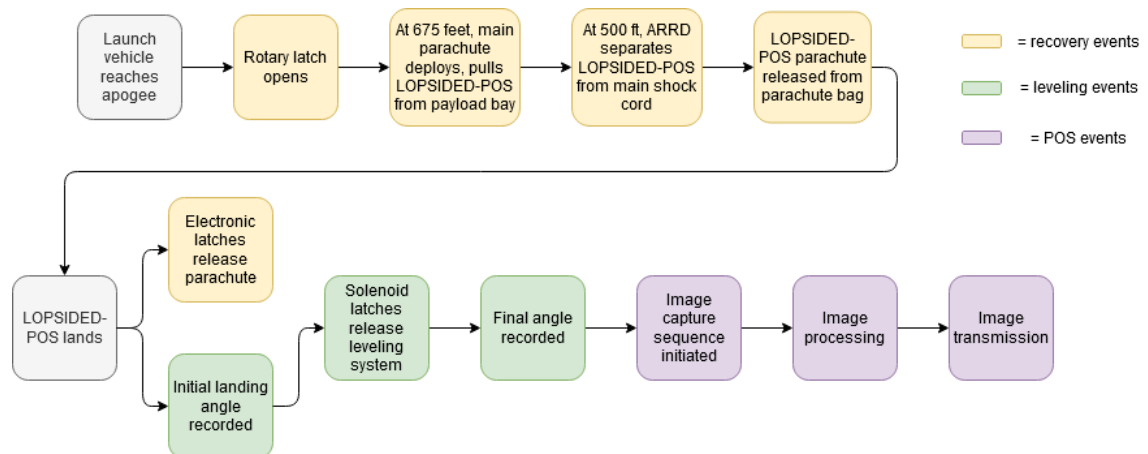 Launch
vehicle
reaches
apogee
Rotary latch
opens
At 675 feet, main
parachute
deploys, pulls
LOPSIDED-POS
from payload bay
At 500 ft, ARRD
separates
LOPSIDED-POS
from main shock
cord
LOPSIDED-
POS parachute
released from
parachute bag
= recovery events
= leveling events
= POS events
Electronic
latches
release
parachute
LOPSIDED-
POS lands
Initial landing
angle
recorded
Solenoid
latches
release
leveling
system
Final angle
recorded
Image
capture
sequence
initiated
Image
processing
Image
transmission